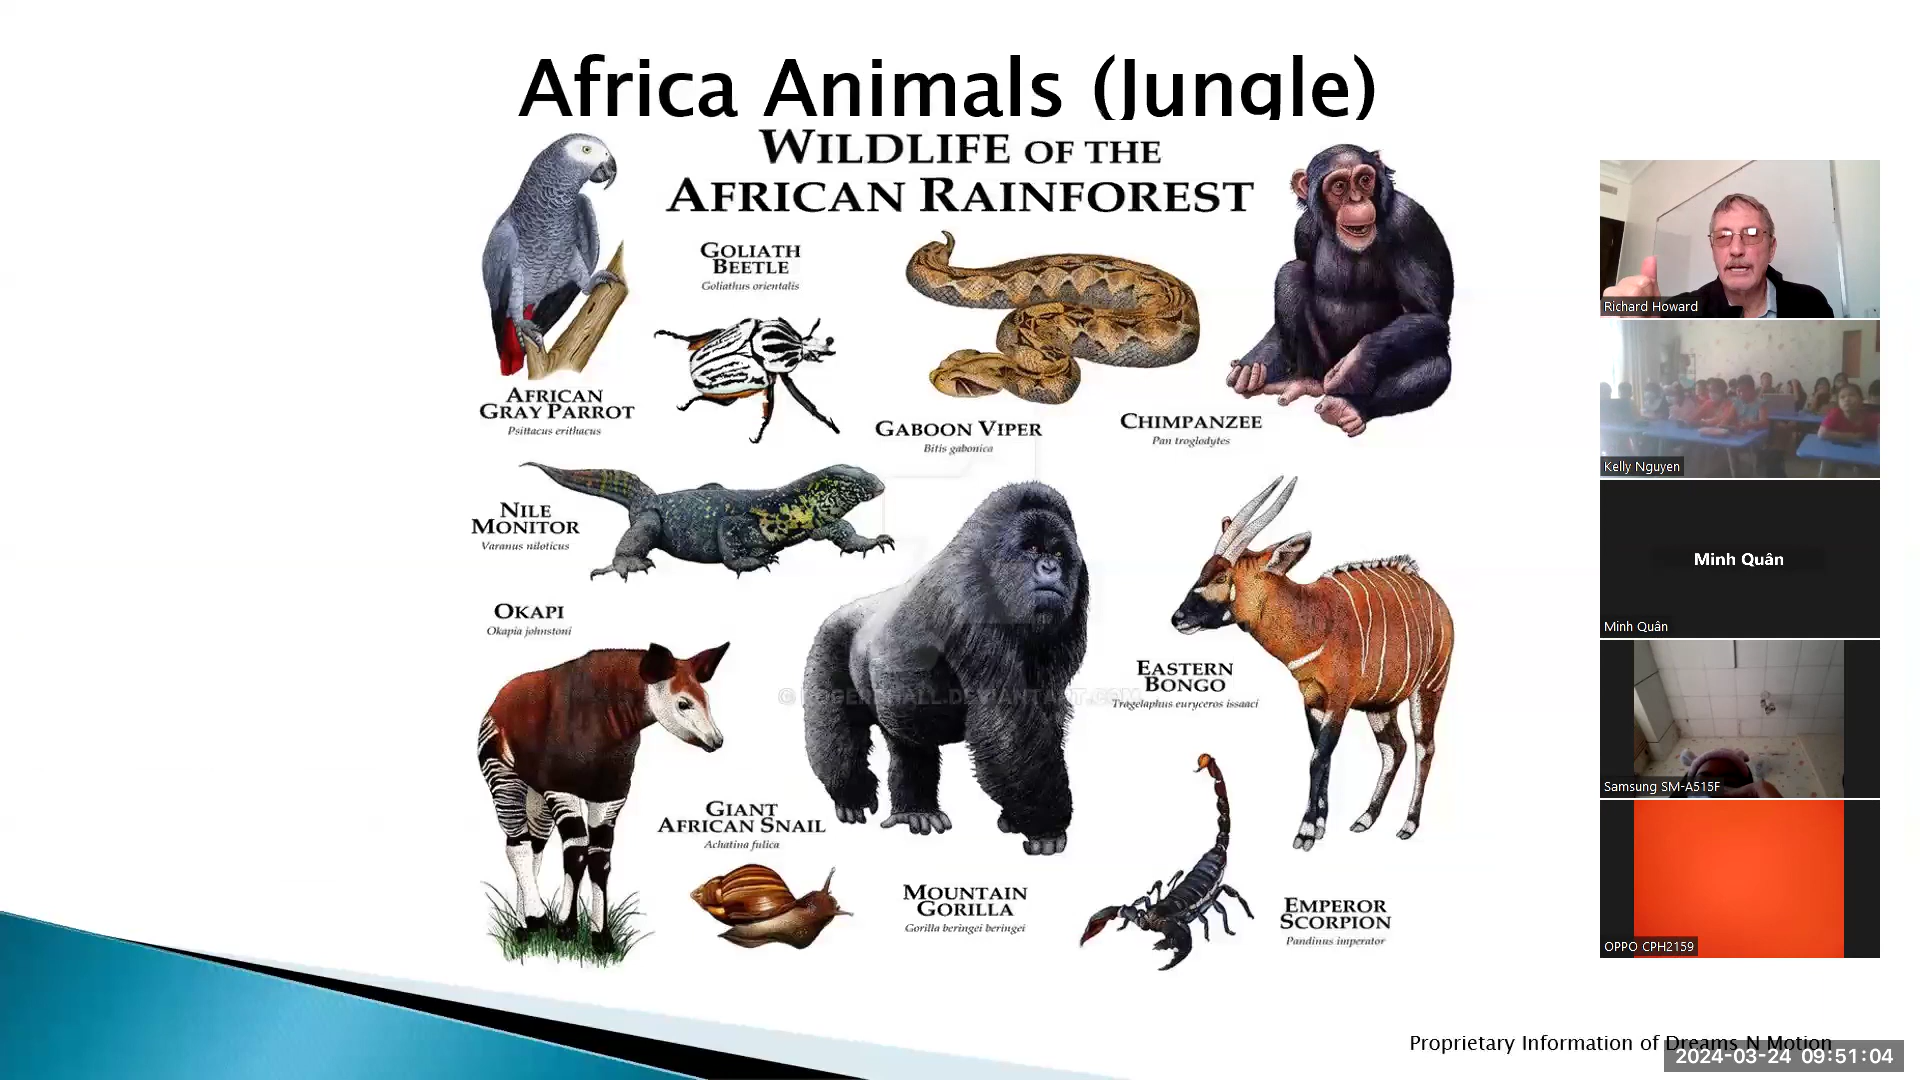 Africa Animals (Jungle)
WILDLIFE OF THE
AFRICAN RAINFOREST
GOLIATH
BEETLE
Goliathus orientalis
AFRICAN
GRAY PARROT
Psittacus erithacus
GABOON VIPER
Bitis gabonica
CHIMPANZEE
Pan troglodytes
NILE
MONITOR
Varanus niloticus
OKAPI
Okapia johnstoni
EASTERN
BONGO
Tragelaphus euryceros isaaci
GIANT
AFRICAN SNAIL
Achatina fulica
MOUNTAIN
GORILLA
Gorilla beringei beringei
EMPEROR
SCORPION
Pandinus imperator
Richard Howard
Kelly Nguyen
Minh Quân
Minh Quân
Samsung SM-A515F
OPPO CPH2159
Proprietary Information of Dreams N Motion
2024-03-24 09:51:04